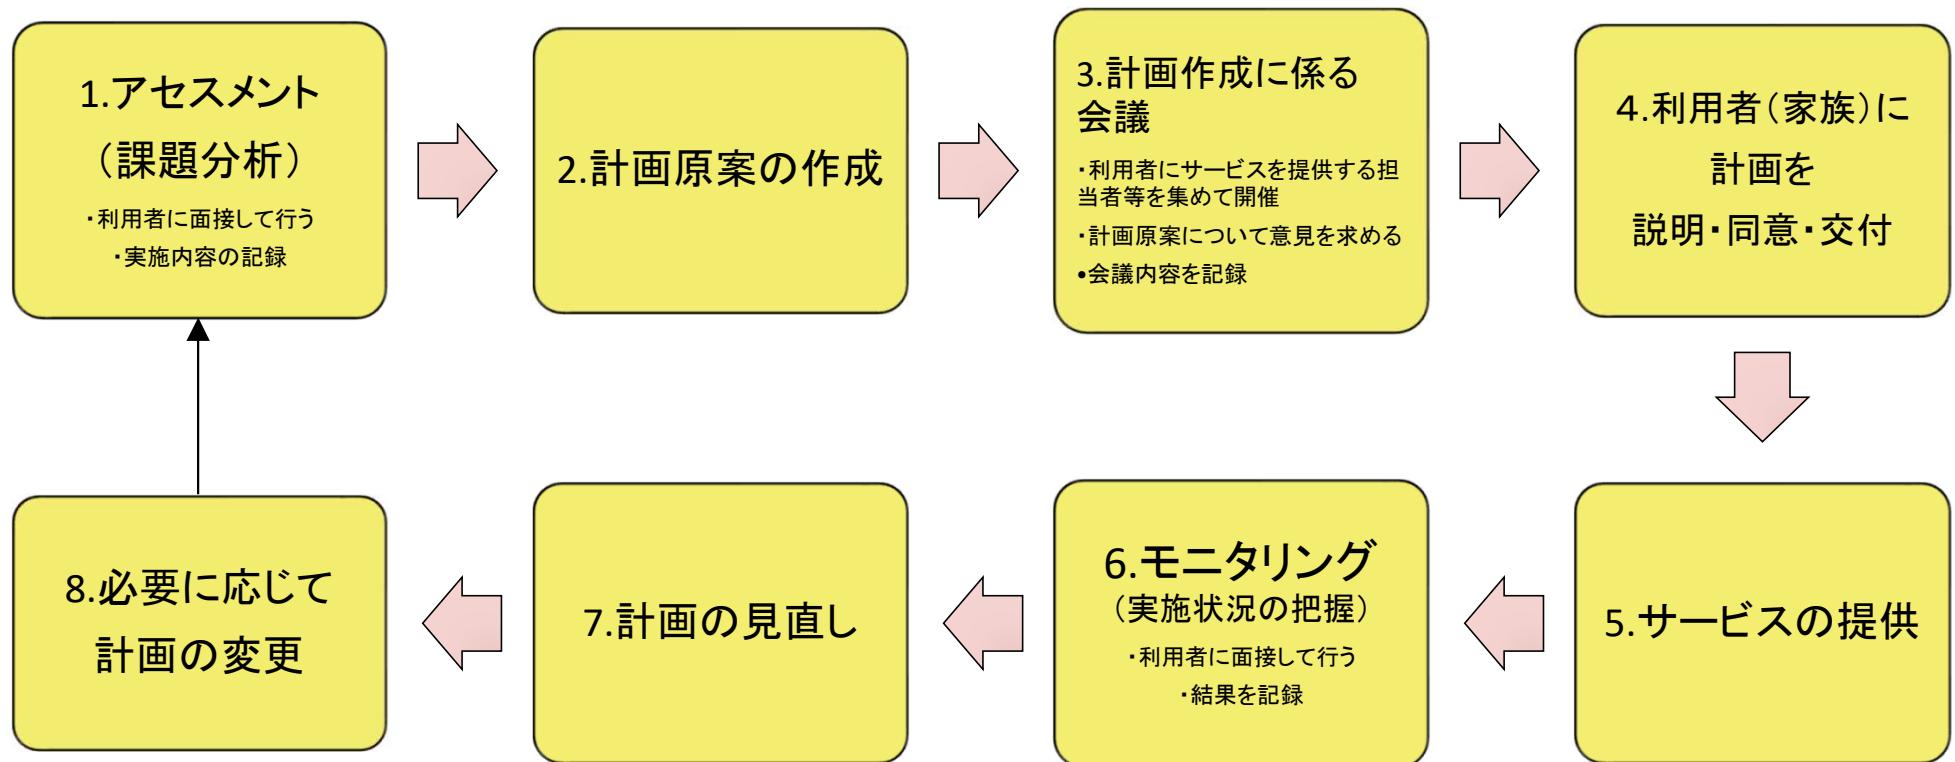 1.アセスメント
(課題分析)
・利用者に面接して行う
・実施内容の記録
2.計画原案の作成
3.計画作成に係る
会議
・利用者にサービスを提供する担
当者等を集めて開催
・計画原案について意見を求める
•会議内容を記録
4.利用者(家族)に
計画を
説明・同意・交付
5.サービスの提供
6.モニタリング
(実施状況の把握)
・利用者に面接して行う
・結果を記録
7.計画の見直し
8.必要に応じて
計画の変更